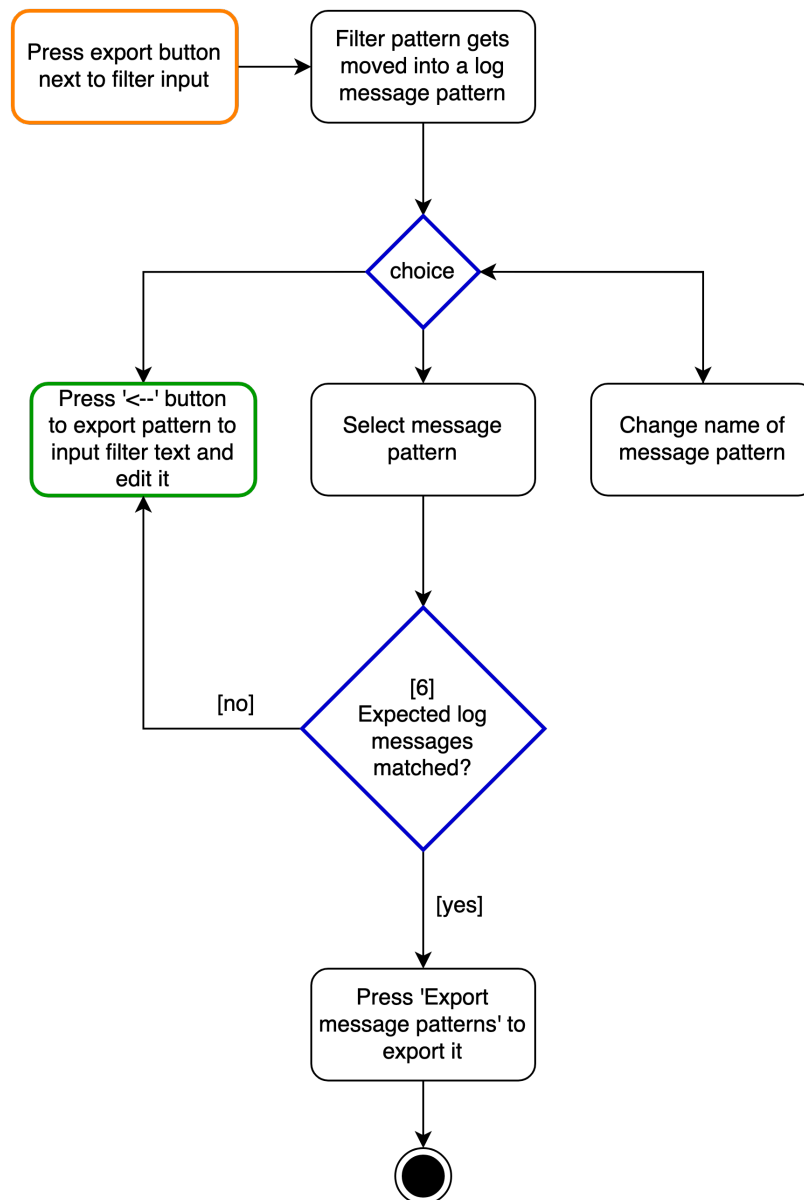 Press export button
next to filter input
Filter pattern gets
moved into a log
message pattern
choice
Press '<--' button
to export pattern to
input filter text and
edit it
Select message
pattern
Change name of
message pattern
[6]
Expected log
messages
matched?
[no]
[yes]
Press 'Export
message patterns' to
export it